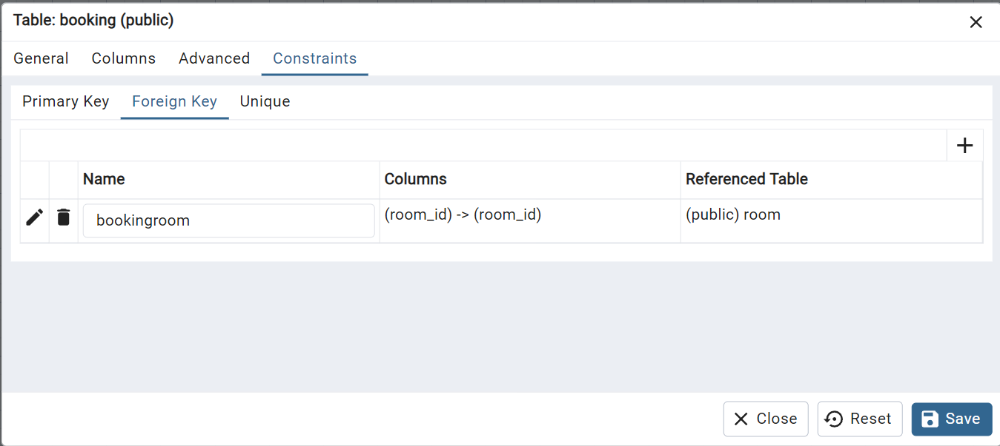 Table: booking (public)
General Columns Advanced Constraints
Primary Key Foreign Key Unique
Name Columns Referenced Table
bookingroom (room_id) -> (room_id) (public) room
Close Reset Save